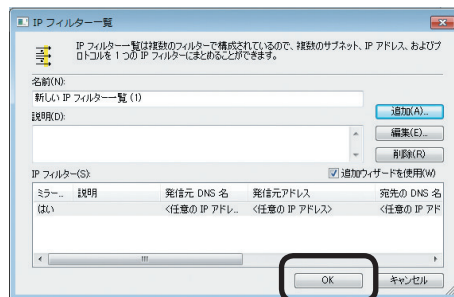 IP フィルター一覧
IP フィルター一覧は複数のフィルターで構成されているので、複数のサブネット、IP アドレス、およびプ
ロトコルを 1 つの IP フィルターにまとめることができます。
名前(N):
新しい IP フィルター一覧 (1)
説明(D):
追加(A)...
編集(E)...
削除(R)
IP フィルター(S):
追加ウィザードを使用(W)
ミラー... 説明 発信元 DNS 名 発信元アドレス 宛先の DNS 名
はい <任意の IP アドレ... <任意の IP アドレス> <任意の IP アド
OK
キャンセル